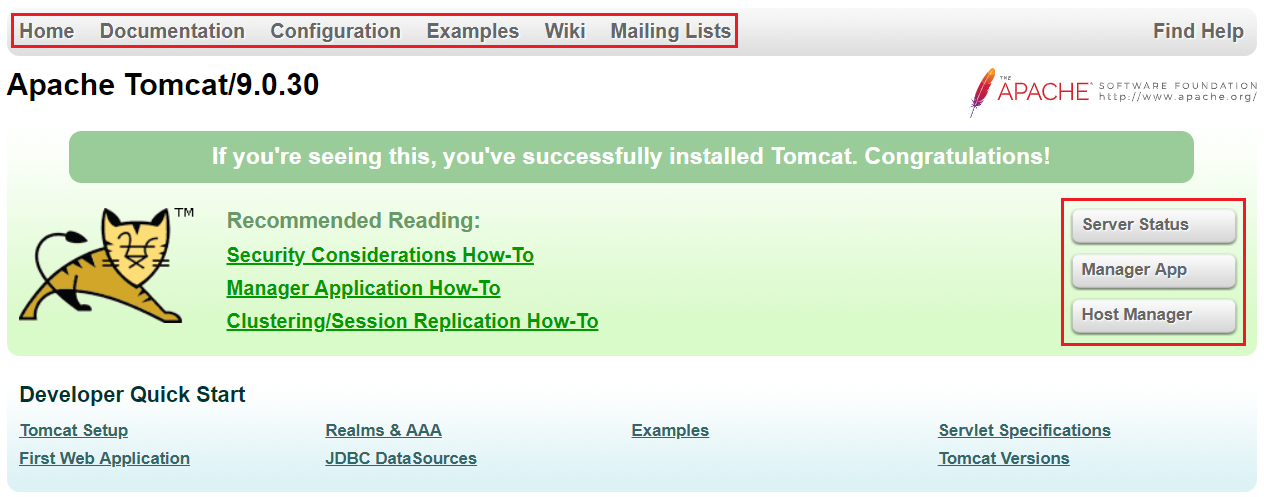 Home Documentation Configuration Examples Wiki Mailing Lists Find Help
Apache Tomcat/9.0.30
THE
APACHE SOFTWARE FOUNDATION
http://www.apache.org/
If you're seeing this, you've successfully installed Tomcat. Congratulations!
TM
Recommended Reading:
Security Considerations How-To
Manager Application How-To
Clustering/Session Replication How-To
Server Status
Manager App
Host Manager
Developer Quick Start
Tomcat Setup Realms & AAA Examples Servlet Specifications
First Web Application JDBC DataSources Tomcat Versions